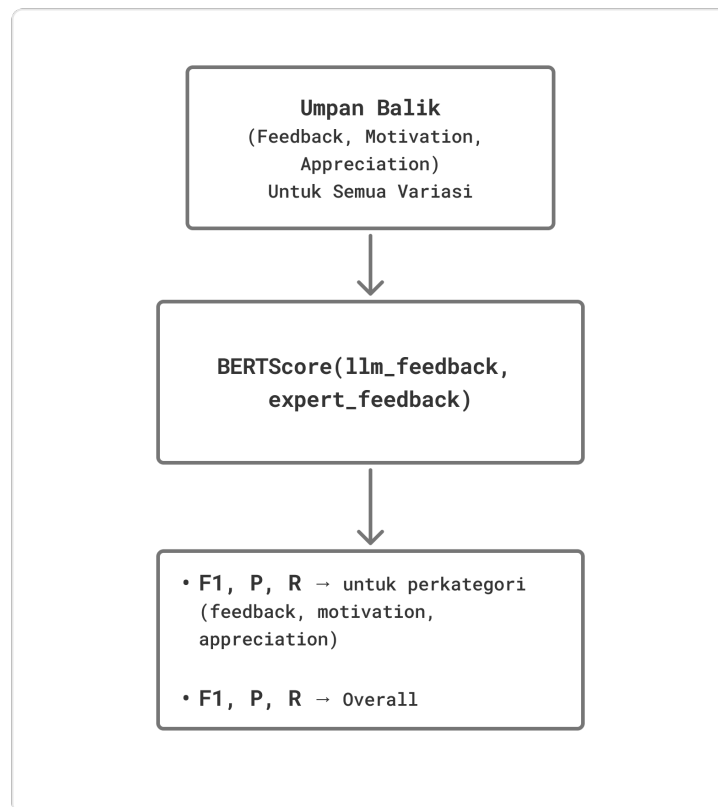 Umpan Balik
(Feedback, Motivation,
Appreciation)
Untuk Semua Variasi
BERTScore(llm_feedback,
expert_feedback)
• F1, P, R → untuk perkategori
(feedback, motivation,
appreciation)
• F1, P, R → Overall